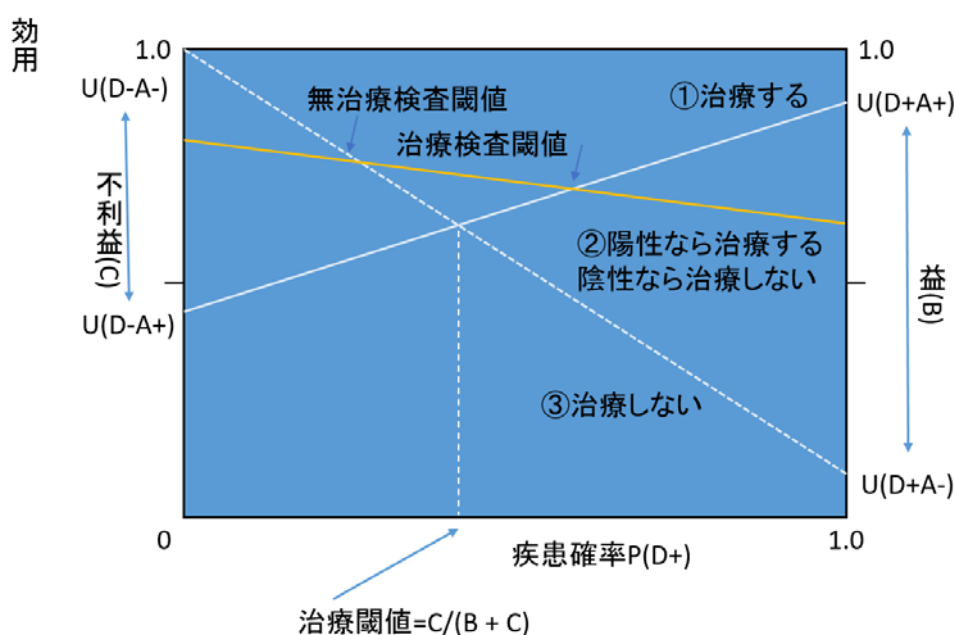 効用
1.0
1.0
U(D-A-)
①治療する
U(D+A+)
無治療検査閾値
治療検査閾値
不利益(C)
②陽性なら治療する
陰性なら治療しない
益(B)
U(D-A+)
③治療しない
U(D+A-)
0
疾患確率P(D+)
1.0
治療閾値=C/(B + C)